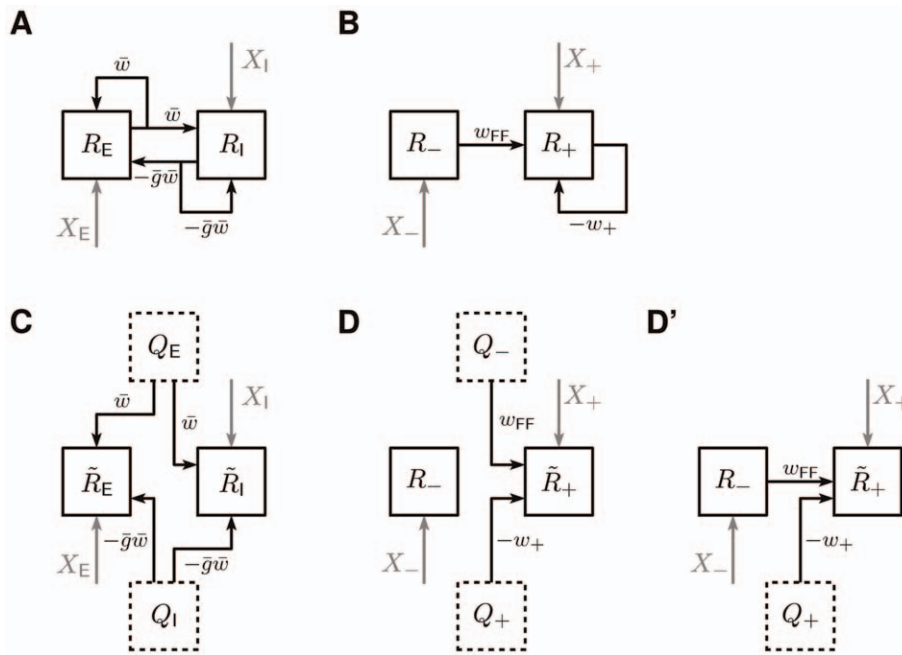 A
B
w̄
X_I
X_+
R_E
w̄
R_I
R_−
w_FF
R_+
−ḡw̄
X_E
−ḡw̄
X_−
−w_+
C
D
D’
Q_E
Q_−
w̄
w̄
X_I
w_FF
X_+
X_+
R̃_E
R̃_I
R_−
R̃_+
R_−
w_FF
R̃_+
X_E
−ḡw̄
−ḡw̄
X_−
−w_+
X_−
−w_+
Q_I
Q_+
Q_+